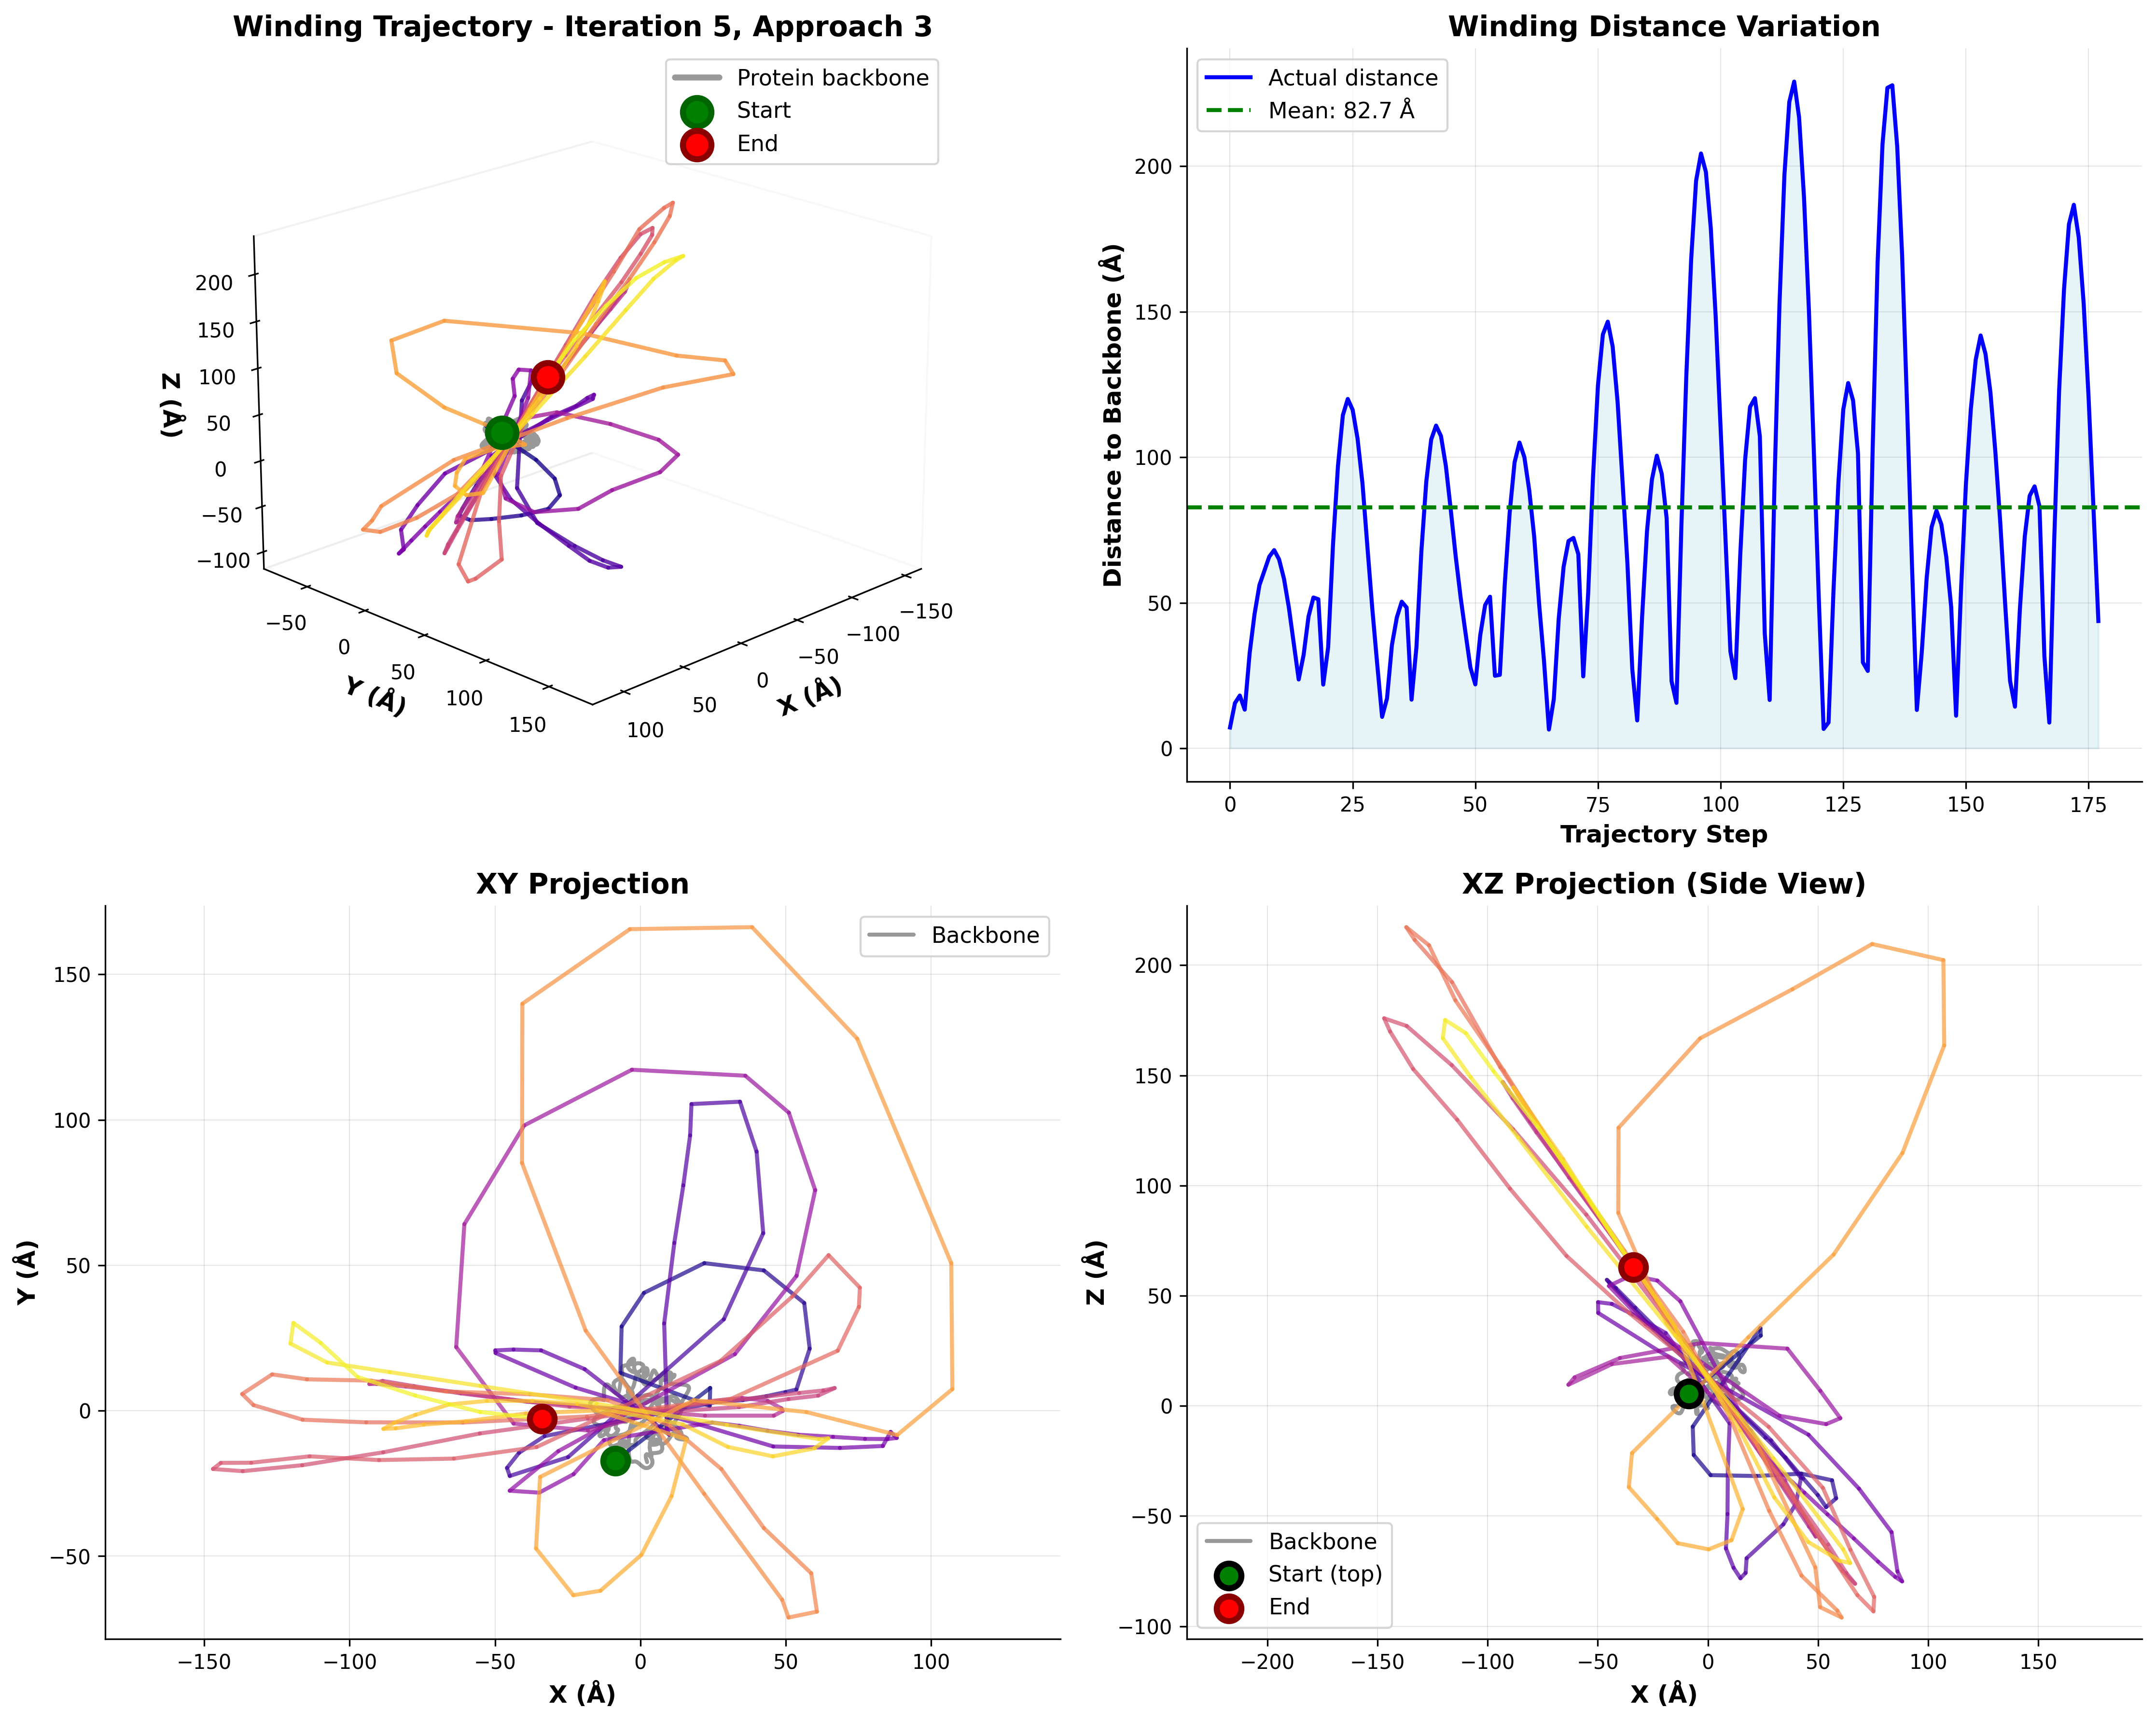 Winding Trajectory - Iteration 5, Approach 3
Protein backbone
Start
End
200
150
100
50
0
−50
−100
Z (Å)
−50
0
50
100
150
Y (Å)
100
50
0
−50
−100
−150
X (Å)
Winding Distance Variation
Actual distance
Mean: 82.7 Å
200
150
100
50
0
Distance to Backbone (Å)
0
25
50
75
100
125
150
175
Trajectory Step
XY Projection
Backbone
150
100
50
0
−50
Y (Å)
−150
−100
−50
0
50
100
X (Å)
XZ Projection (Side View)
200
150
100
50
0
−50
−100
Z (Å)
Backbone
Start (top)
End
−200
−150
−100
−50
0
50
100
150
X (Å)